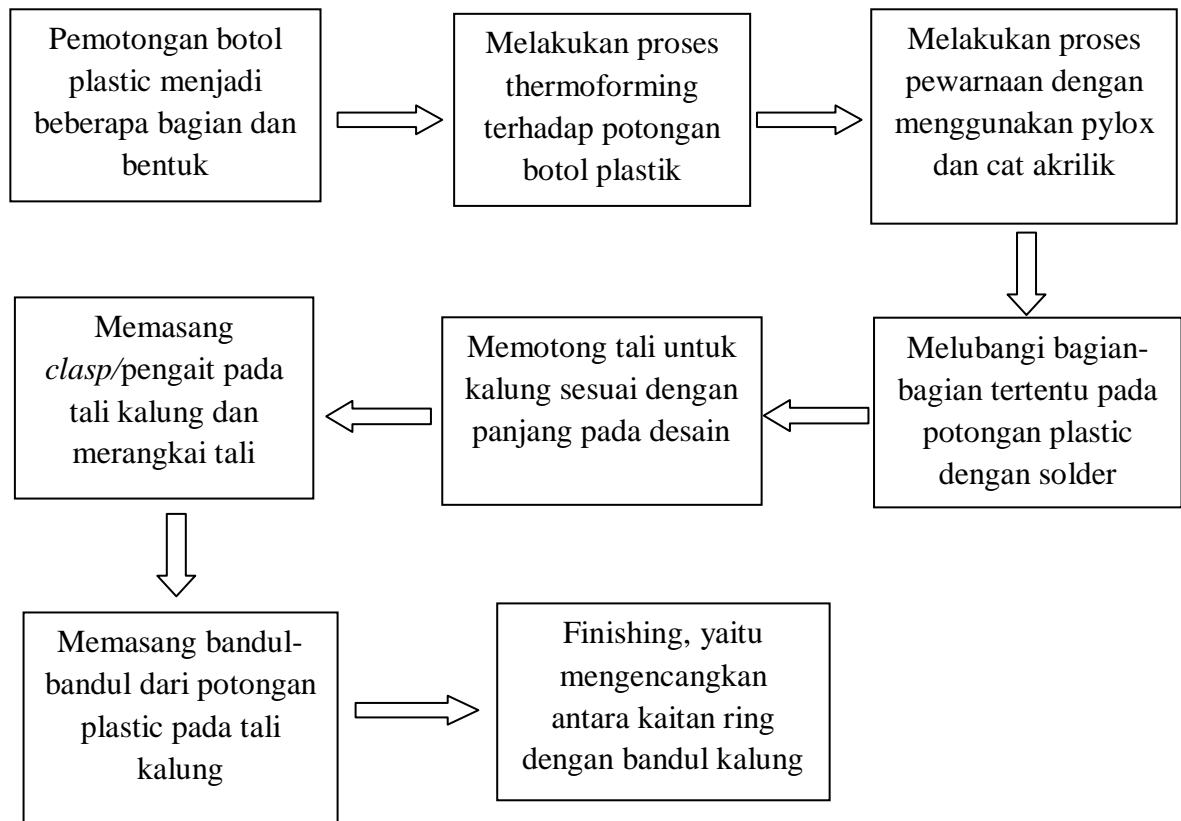 Pemotongan botol
plastic menjadi
beberapa bagian dan
bentuk
Melakukan proses
thermoforming
terhadap potongan
botol plastik
Melakukan proses
pewarnaan dengan
menggunakan pylox
dan cat akrilik
Melubangi bagian-
bagian tertentu pada
potongan plastic
dengan solder
Memotong tali untuk
kalung sesuai dengan
panjang pada desain
Memasang
clasp/pengait pada
tali kalung dan
merangkai tali
Memasang bandul-
bandul dari potongan
plastic pada tali
kalung
Finishing, yaitu
mengencangkan
antara kaitan ring
dengan bandul kalung